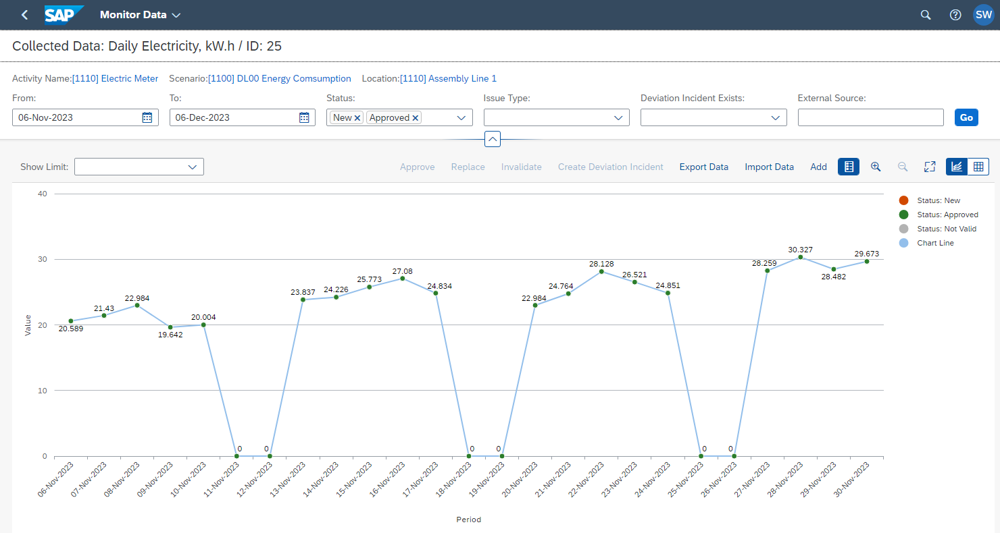 SAP Monitor Data SW
Collected Data: Daily Electricity, kW.h / ID: 25
Activity Name:[1110] Electric Meter Scenario:[1100] DL00 Energy Comsumption Location:[1110] Assembly Line 1
From: To: Status: Issue Type: Deviation Incident Exists: External Source:
06-Nov-2023 06-Dec-2023 New Approved Go
Show Limit: Approve Replace Invalidate Create Deviation Incident Export Data Import Data Add
40
Status: New
Status: Approved
Status: Not Valid
Chart Line
30
20
10
0
Value
20.589
21.43
22.984
19.642
20.004
0
0
23.837
24.226
25.773
27.08
24.834
0
0
22.984
24.764
28.128
26.521
24.851
0
0
28.259
30.327
28.482
29.673
06-Nov-2023
07-Nov-2023
08-Nov-2023
09-Nov-2023
10-Nov-2023
11-Nov-2023
12-Nov-2023
13-Nov-2023
14-Nov-2023
15-Nov-2023
16-Nov-2023
17-Nov-2023
18-Nov-2023
19-Nov-2023
20-Nov-2023
21-Nov-2023
22-Nov-2023
23-Nov-2023
24-Nov-2023
25-Nov-2023
26-Nov-2023
27-Nov-2023
28-Nov-2023
29-Nov-2023
30-Nov-2023
Period